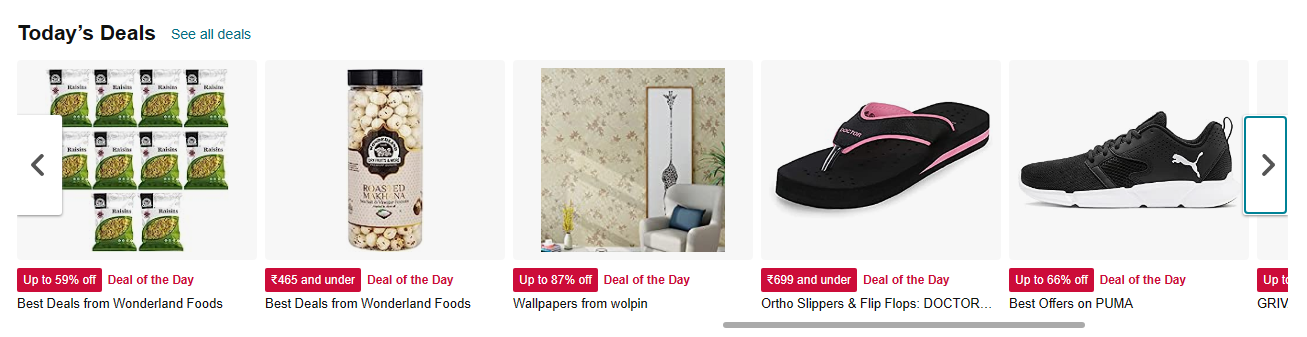 Today's Deals See all deals
Raisins Raisins Raisins Raisins
Raisins Raisins Raisins Raisins
Raisins Raisins
ROASTED
MAKHANA
DOCTOR
Up to 59% off Deal of the Day
Best Deals from Wonderland Foods
₹465 and under Deal of the Day
Best Deals from Wonderland Foods
Up to 87% off Deal of the Day
Wallpapers from wolpin
₹699 and under Deal of the Day
Ortho Slippers & Flip Flops: DOCTOR...
Up to 66% off Deal of the Day
Best Offers on PUMA
Up to
GRIV